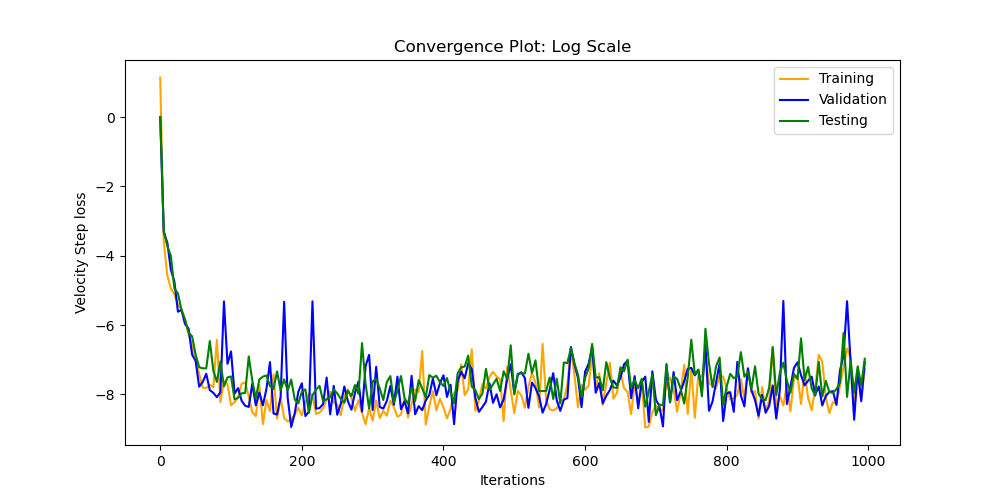 Convergence Plot: Log Scale
Training
Validation
Testing
Velocity Step loss
0
−2
−4
−6
−8
0 200 400 600 800 1000
Iterations